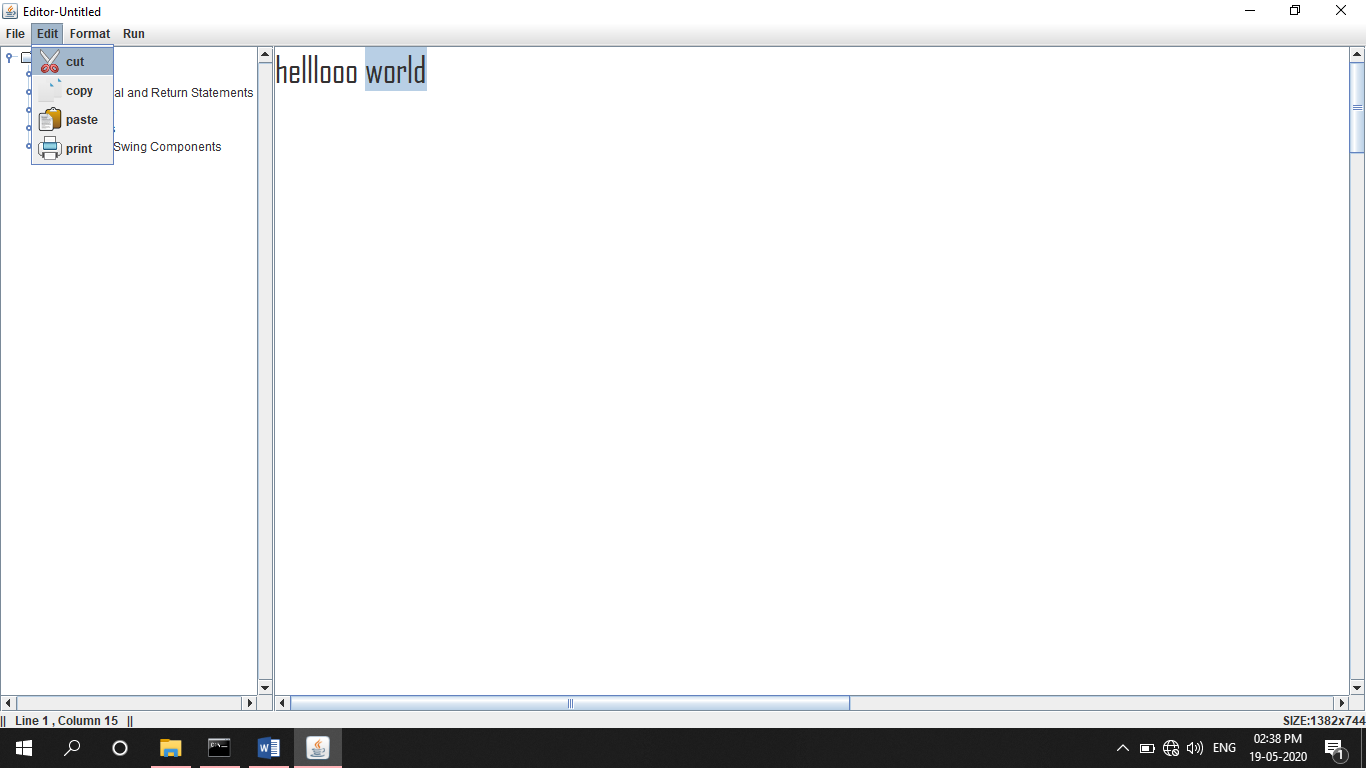 Editor-Untitled
File Edit Format Run
cut
copy
paste
print
al and Return Statements
s
Swing Components
helllooo world
|| Line 1 , Column 15 ||
SIZE:1382x744
ENG
02:38 PM
19-05-2020
1